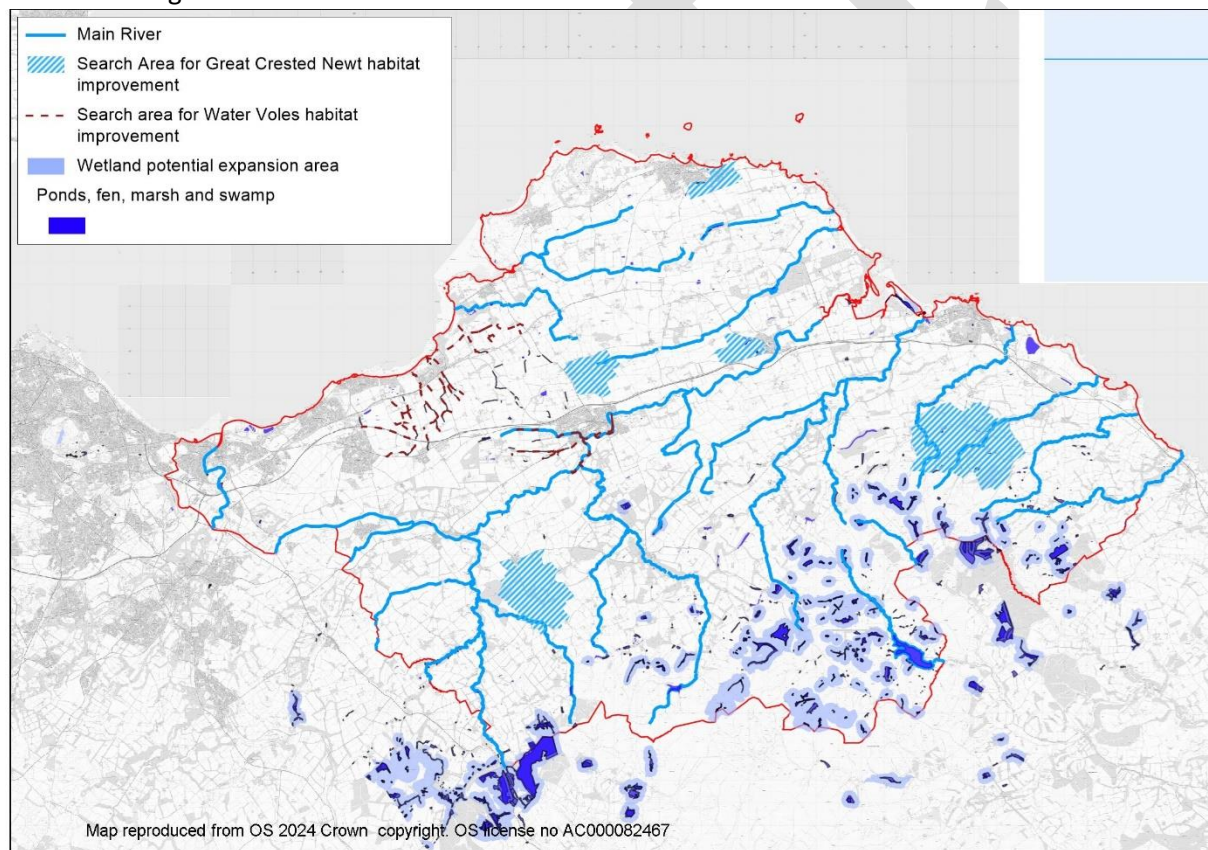 Main River
Search Area for Great Crested Newt habitat
improvement
Search area for Water Voles habitat
improvement
Wetland potential expansion area
Ponds, fen, marsh and swamp
Map reproduced from OS 2024 Crown copyright. OS license no AC000082467